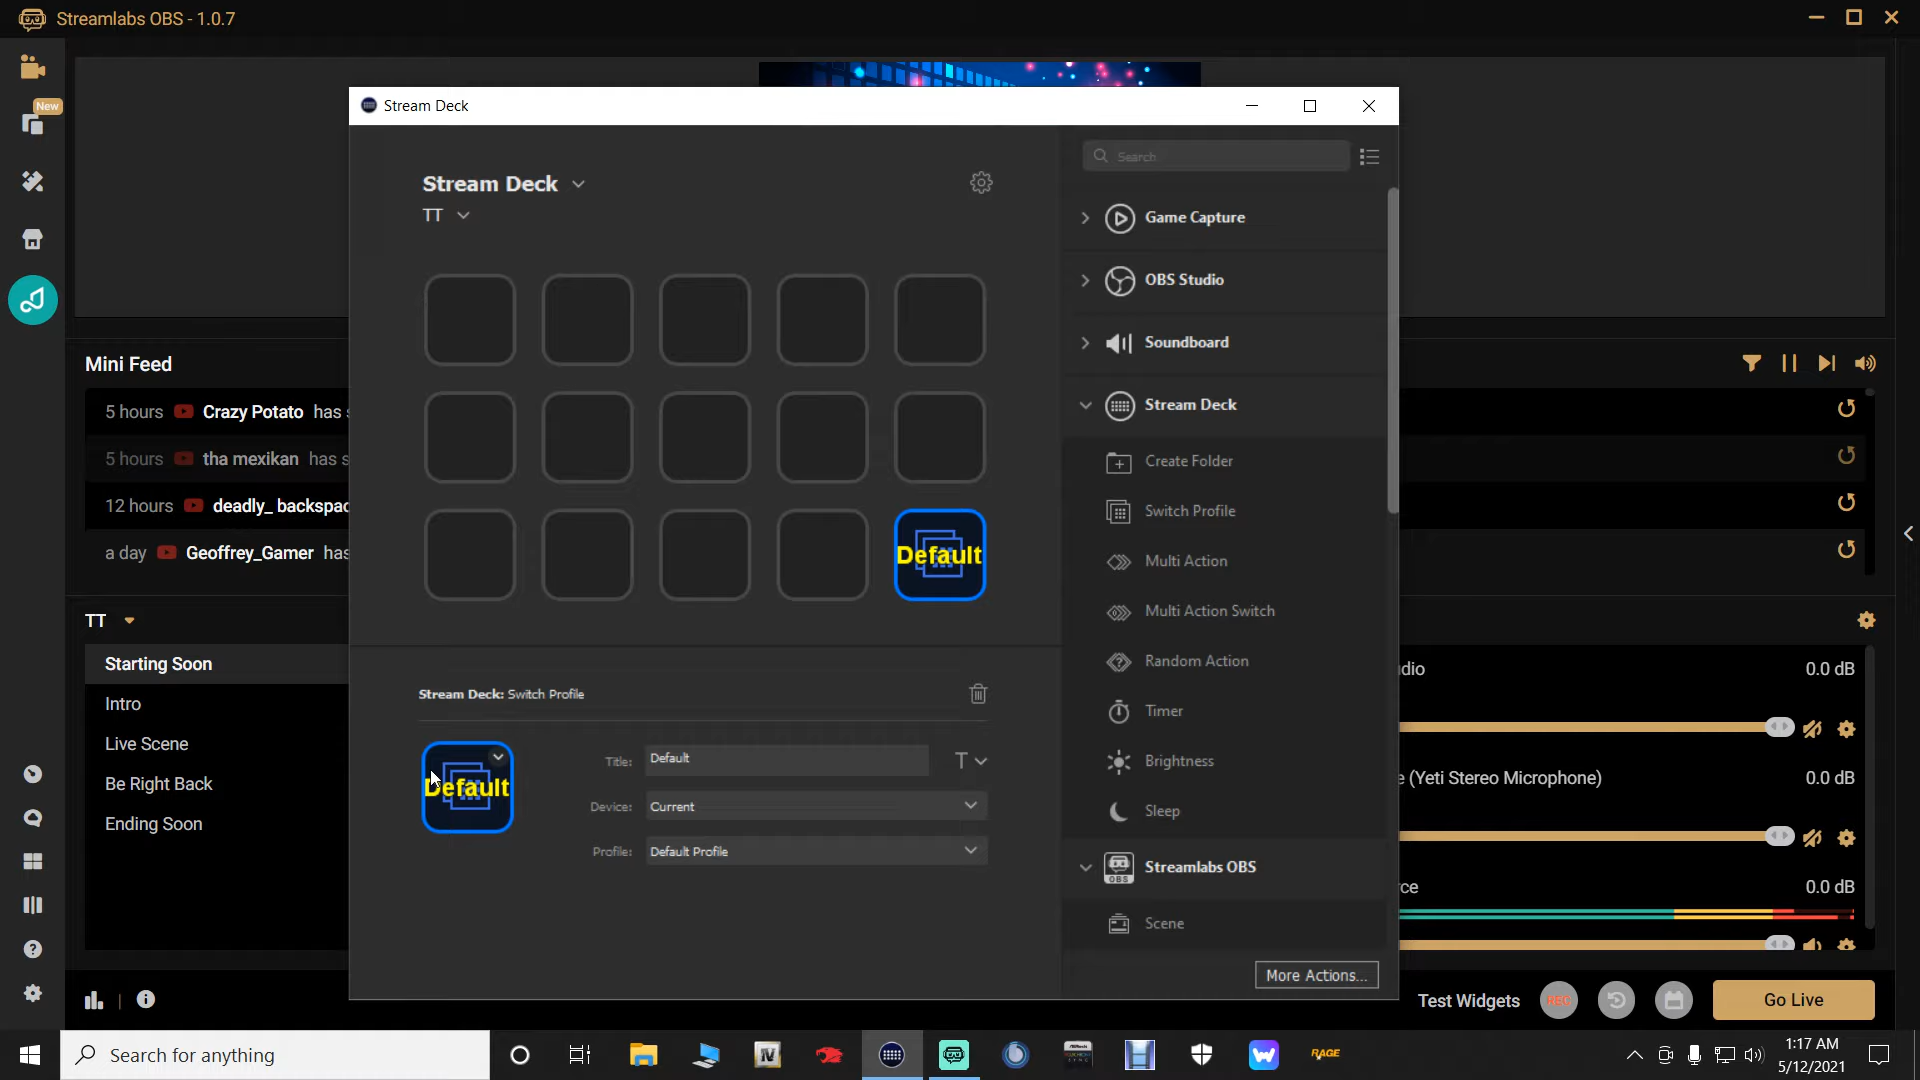 Streamlabs OBS - 1.0.7
New
Stream Deck
Stream Deck
TT
Default
Stream Deck: Switch Profile
Default
Title: Default
T
Device: Current
Profile: Default Profile
Search
Game Capture
OBS Studio
Soundboard
Stream Deck
Create Folder
Switch Profile
Multi Action
Multi Action Switch
Random Action
Timer
Brightness
Sleep
OBS
Streamlabs OBS
Scene
More Actions...
Mini Feed
5 hours Crazy Potato has s
5 hours tha mexikan has s
12 hours deadly_ backspac
a day Geoffrey_Gamer has
TT
Starting Soon
Intro
Live Scene
Be Right Back
Ending Soon
dio 0.0 dB
e (Yeti Stereo Microphone) 0.0 dB
rce 0.0 dB
Test Widgets
REC
Go Live
Search for anything
IV
RAGE
1:17 AM
5/12/2021